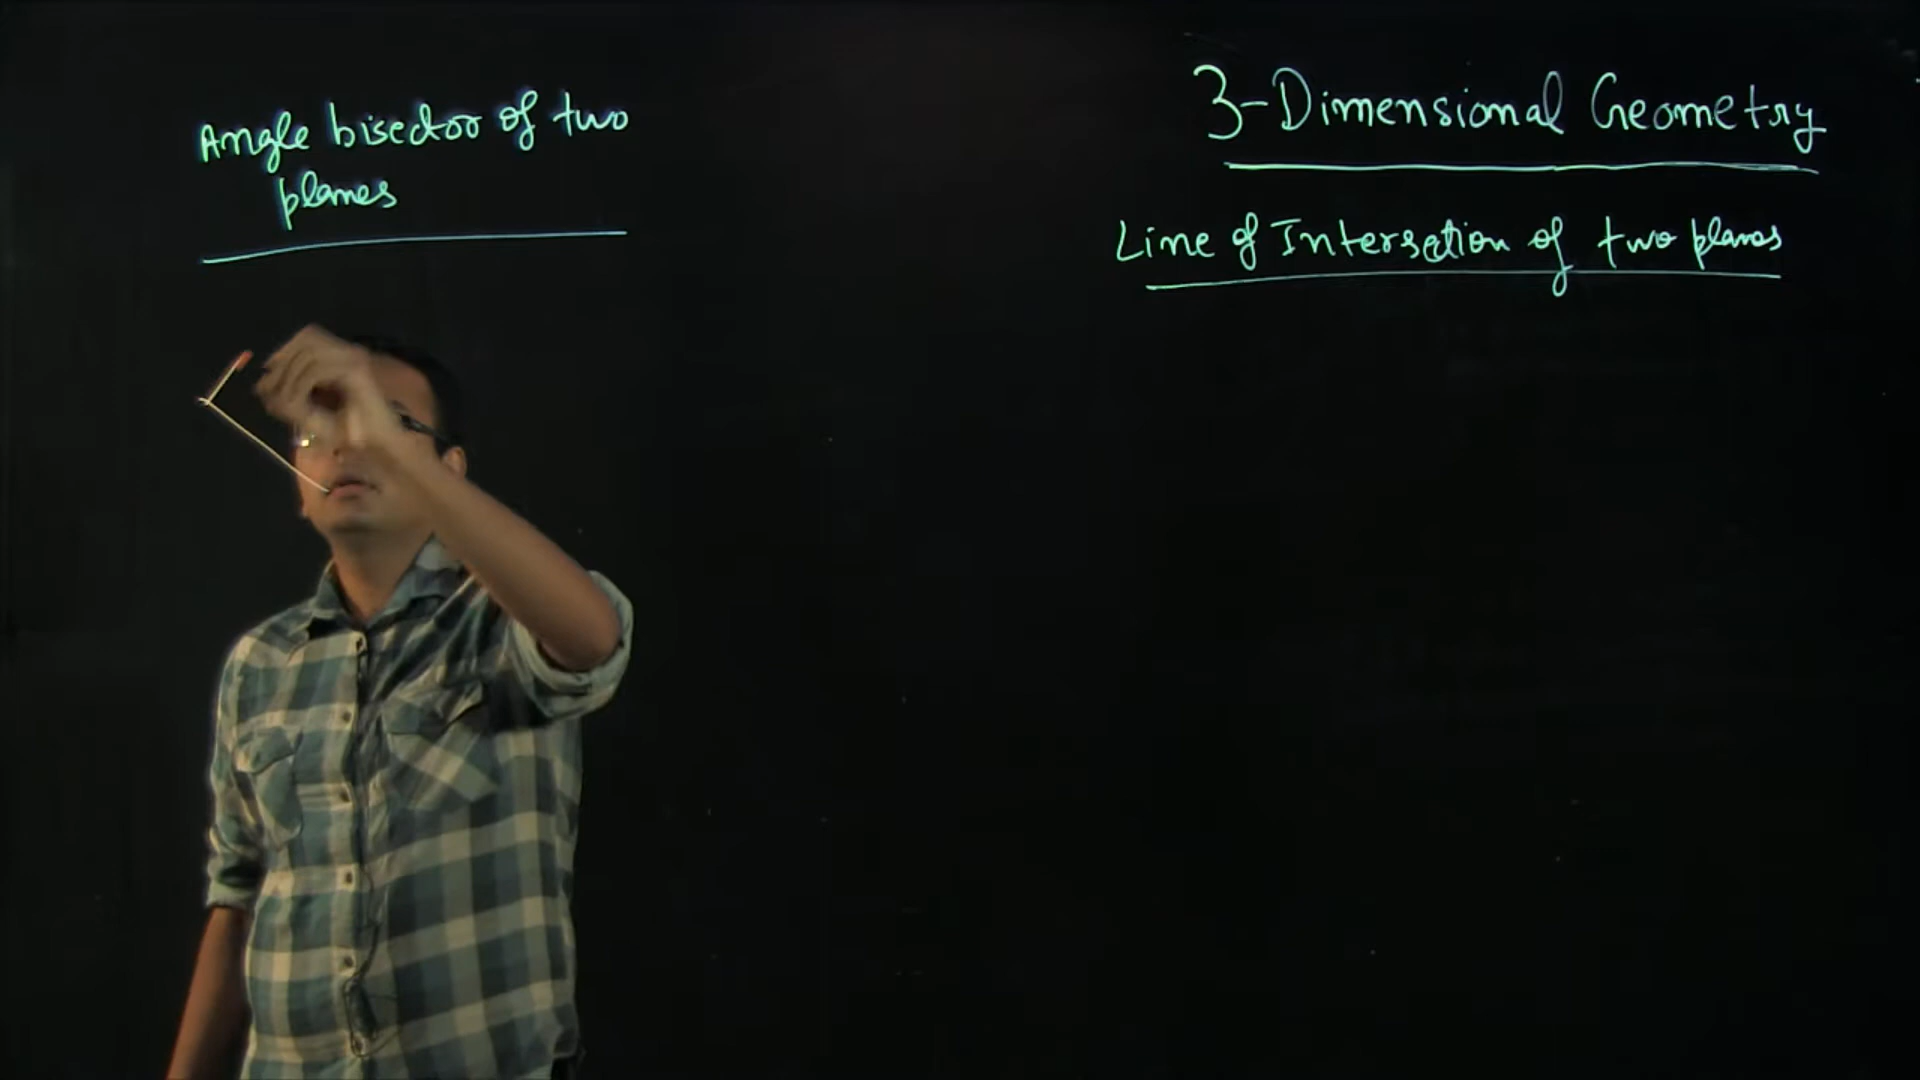 Angle bisector of two
planes
3-Dimensional Geometry
Line of Intersection of two planes